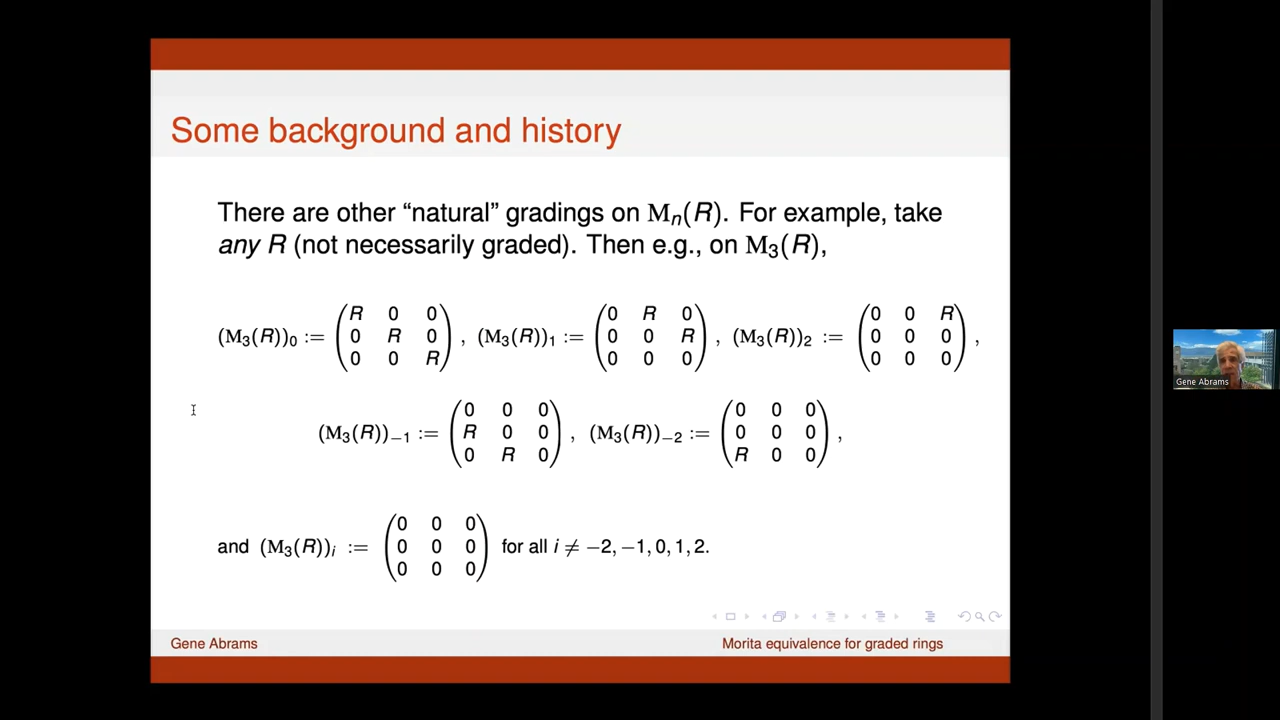 Some background and history
There are other “natural” gradings on Mₙ(R). For example, take
any R (not necessarily graded). Then e.g., on M₃(R),
(M₃(R))₀ := (R 0 0 / 0 R 0 / 0 0 R) , (M₃(R))₁ := (0 R 0 / 0 0 R / 0 0 0) , (M₃(R))₂ := (0 0 R / 0 0 0 / 0 0 0) ,
(M₃(R))₋₁ := (0 0 0 / R 0 0 / 0 R 0) , (M₃(R))₋₂ := (0 0 0 / 0 0 0 / R 0 0) ,
and (M₃(R))ᵢ := (0 0 0 / 0 0 0 / 0 0 0) for all i ≠ −2, −1, 0, 1, 2.
Gene Abrams
Morita equivalence for graded rings
Gene Abrams